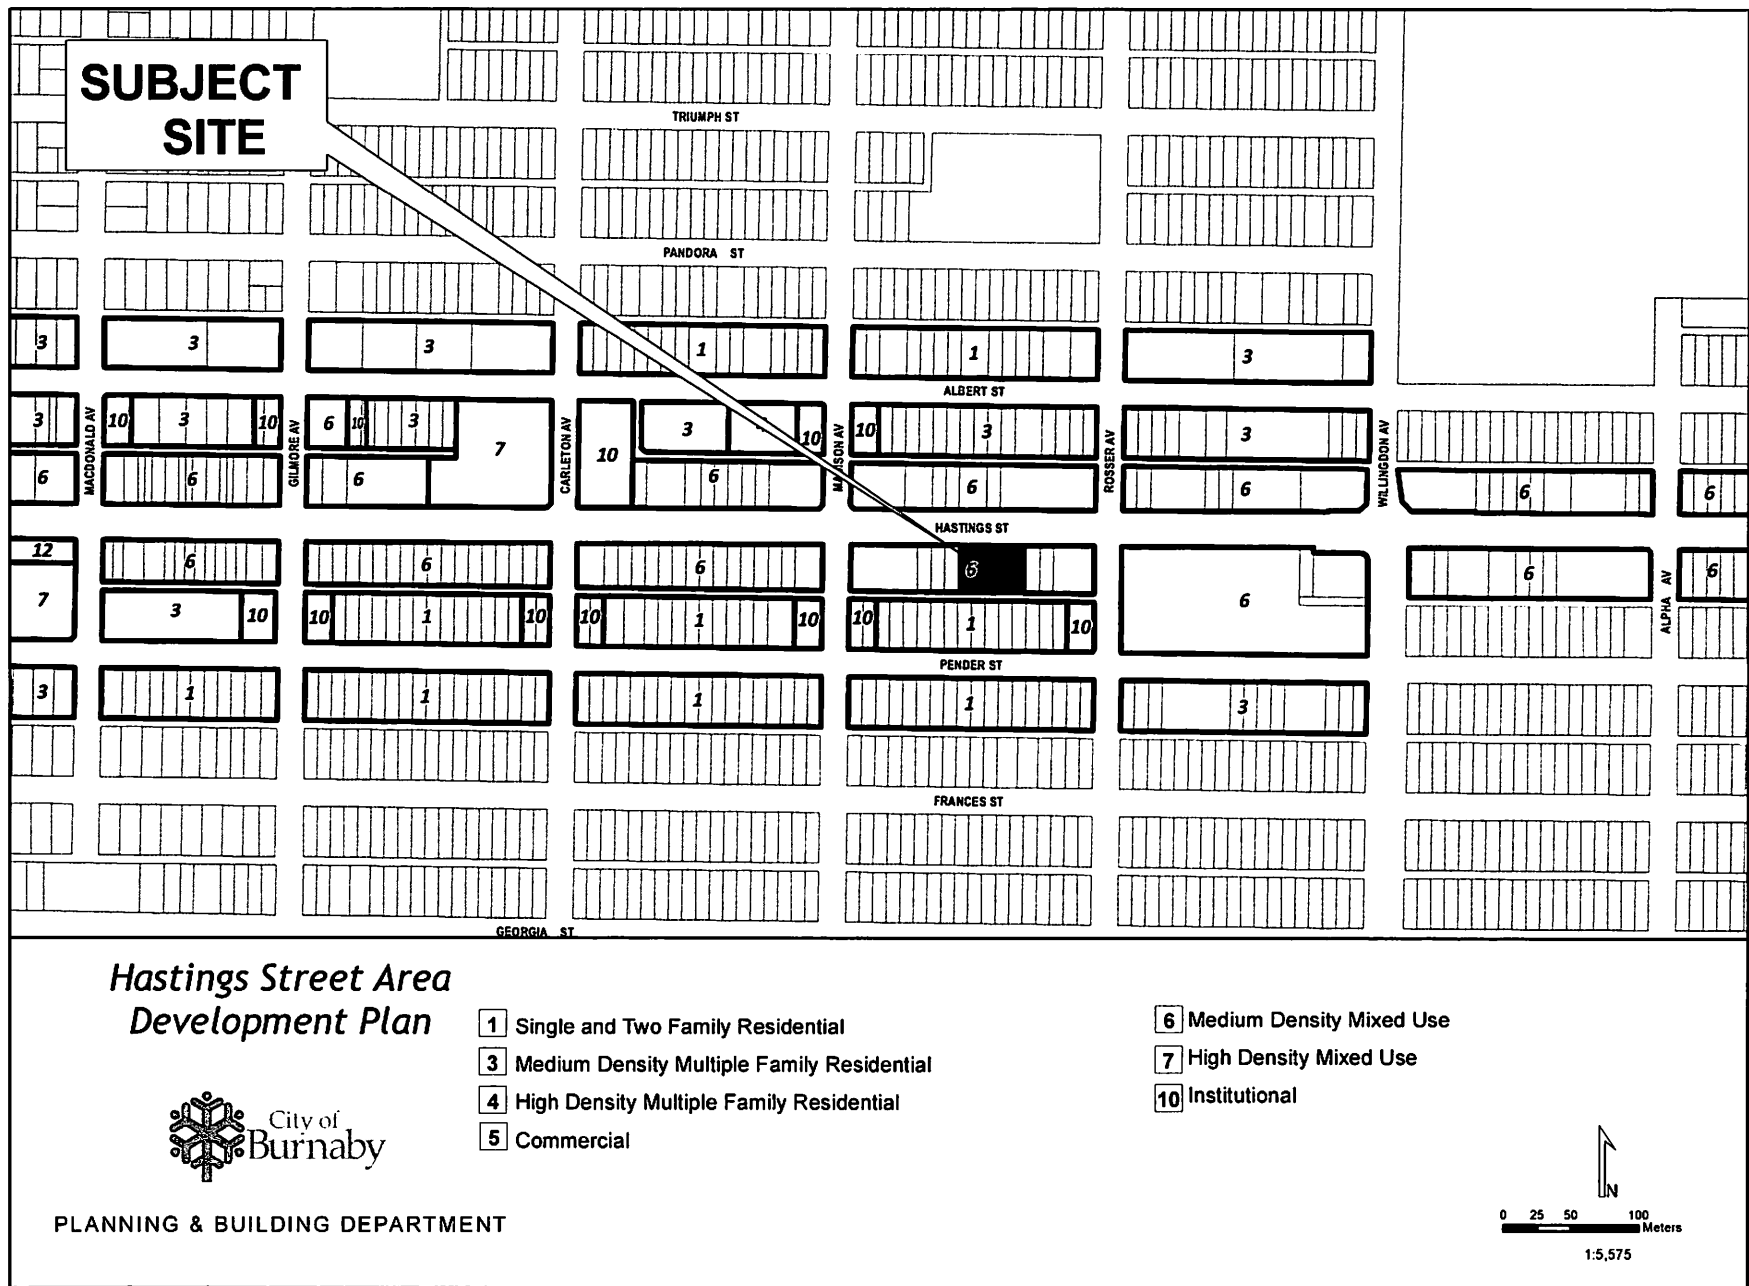 SUBJECT
SITE
TRIUMPH ST
PANDORA ST
3 3 3 1 1 3
ALBERT ST
3 10 3 10 6 10 3 7 10 3 10 10 3 3
MACDONALD AV
GILMORE AV
CARLETON AV
ROSSER AV
WILLINGDON AV
6 6 6 6 6 6 6 6
HASTINGS ST
12 6 6 6 6 6 6 6
7 3 10 10 1 10 10 1 10 10 1 10
ALPHA AV
PENDER ST
3 1 1 1 1 3
FRANCES ST
GEORGIA ST
Hastings Street Area
Development Plan
1 Single and Two Family Residential
3 Medium Density Multiple Family Residential
4 High Density Multiple Family Residential
5 Commercial
6 Medium Density Mixed Use
7 High Density Mixed Use
10 Institutional
City of
Burnaby
PLANNING & BUILDING DEPARTMENT
N
0 25 50 100
Meters
1:5,575